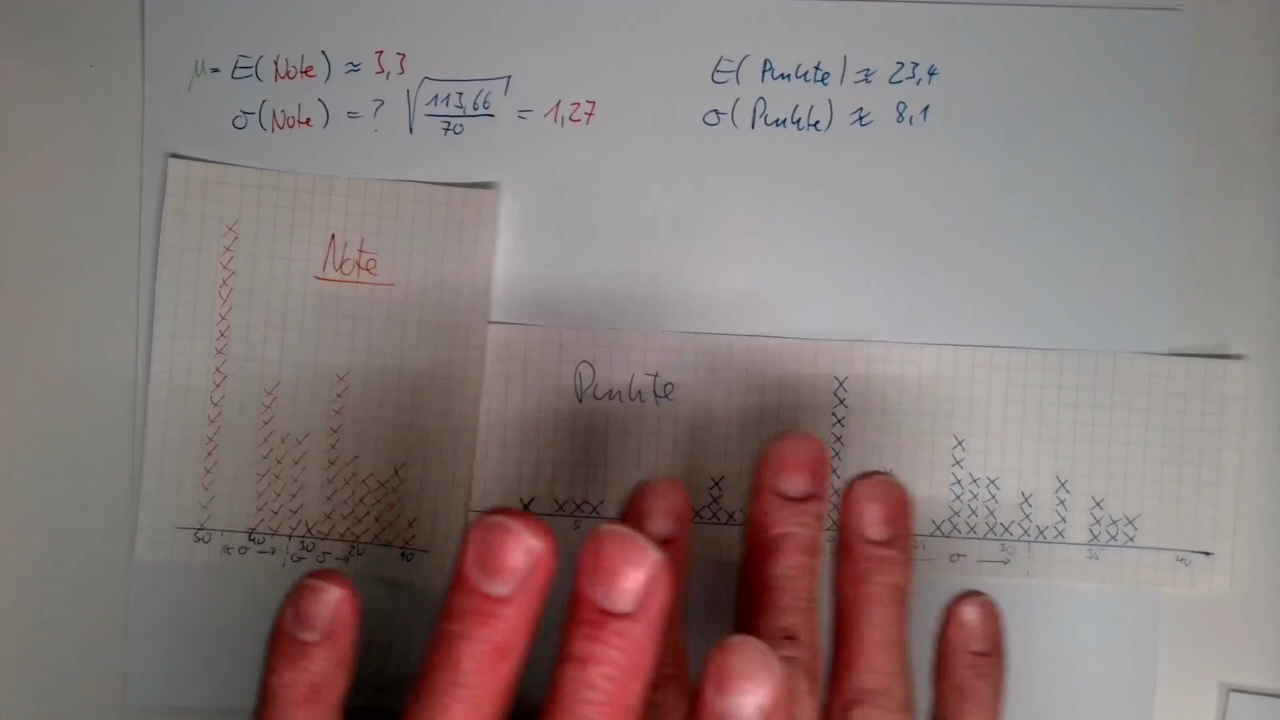 μ = E(Note) ≈ 3,3
σ(Note) = ? √(113,66 / 70) = 1,27
E(Punkte) ≈ 23,4
σ(Punkte) ≈ 8,1
Note
50 40 30 20 10
σ → σ σ →
Punkte
5 30 35 40
σ →